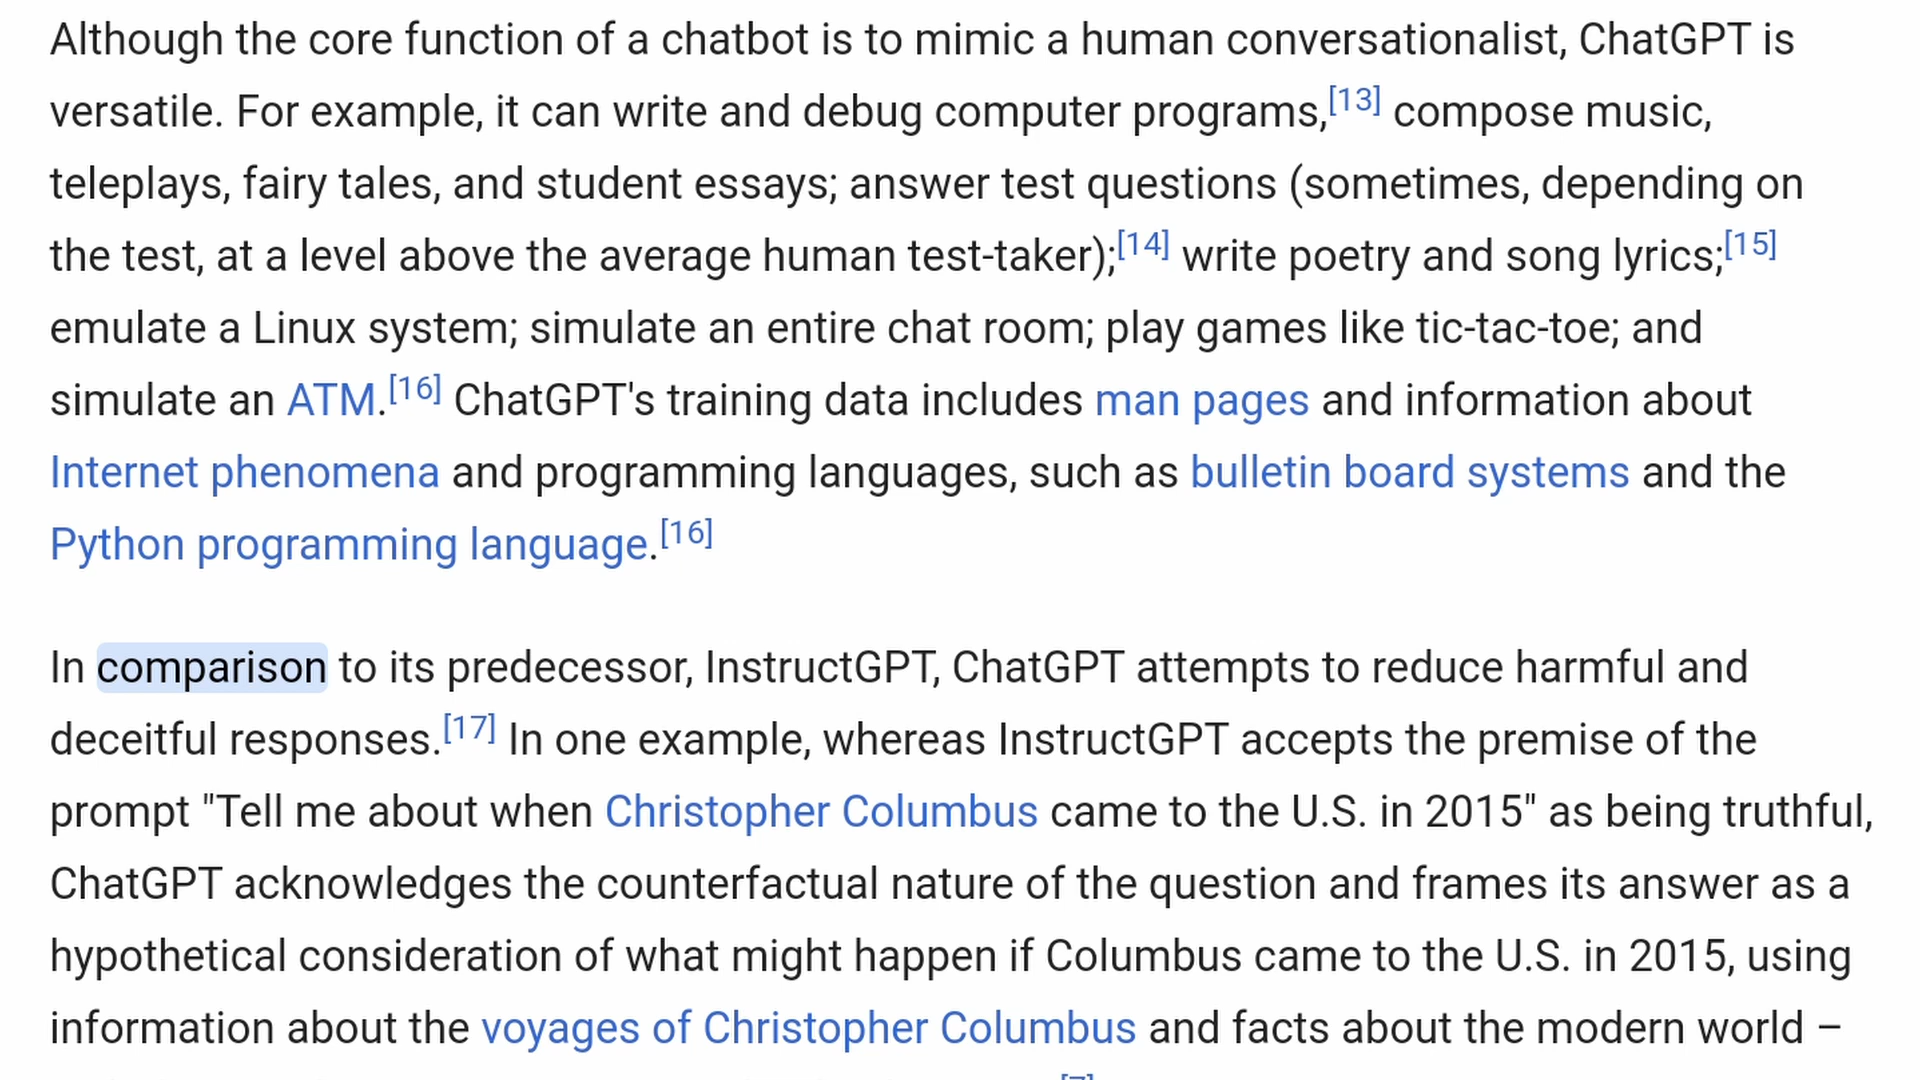 Although the core function of a chatbot is to mimic a human conversationalist, ChatGPT is
versatile. For example, it can write and debug computer programs,[13] compose music,
teleplays, fairy tales, and student essays; answer test questions (sometimes, depending on
the test, at a level above the average human test-taker);[14] write poetry and song lyrics;[15]
emulate a Linux system; simulate an entire chat room; play games like tic-tac-toe; and
simulate an ATM.[16] ChatGPT's training data includes man pages and information about
Internet phenomena and programming languages, such as bulletin board systems and the
Python programming language.[16]
In comparison to its predecessor, InstructGPT, ChatGPT attempts to reduce harmful and
deceitful responses.[17] In one example, whereas InstructGPT accepts the premise of the
prompt "Tell me about when Christopher Columbus came to the U.S. in 2015" as being truthful,
ChatGPT acknowledges the counterfactual nature of the question and frames its answer as a
hypothetical consideration of what might happen if Columbus came to the U.S. in 2015, using
information about the voyages of Christopher Columbus and facts about the modern world –